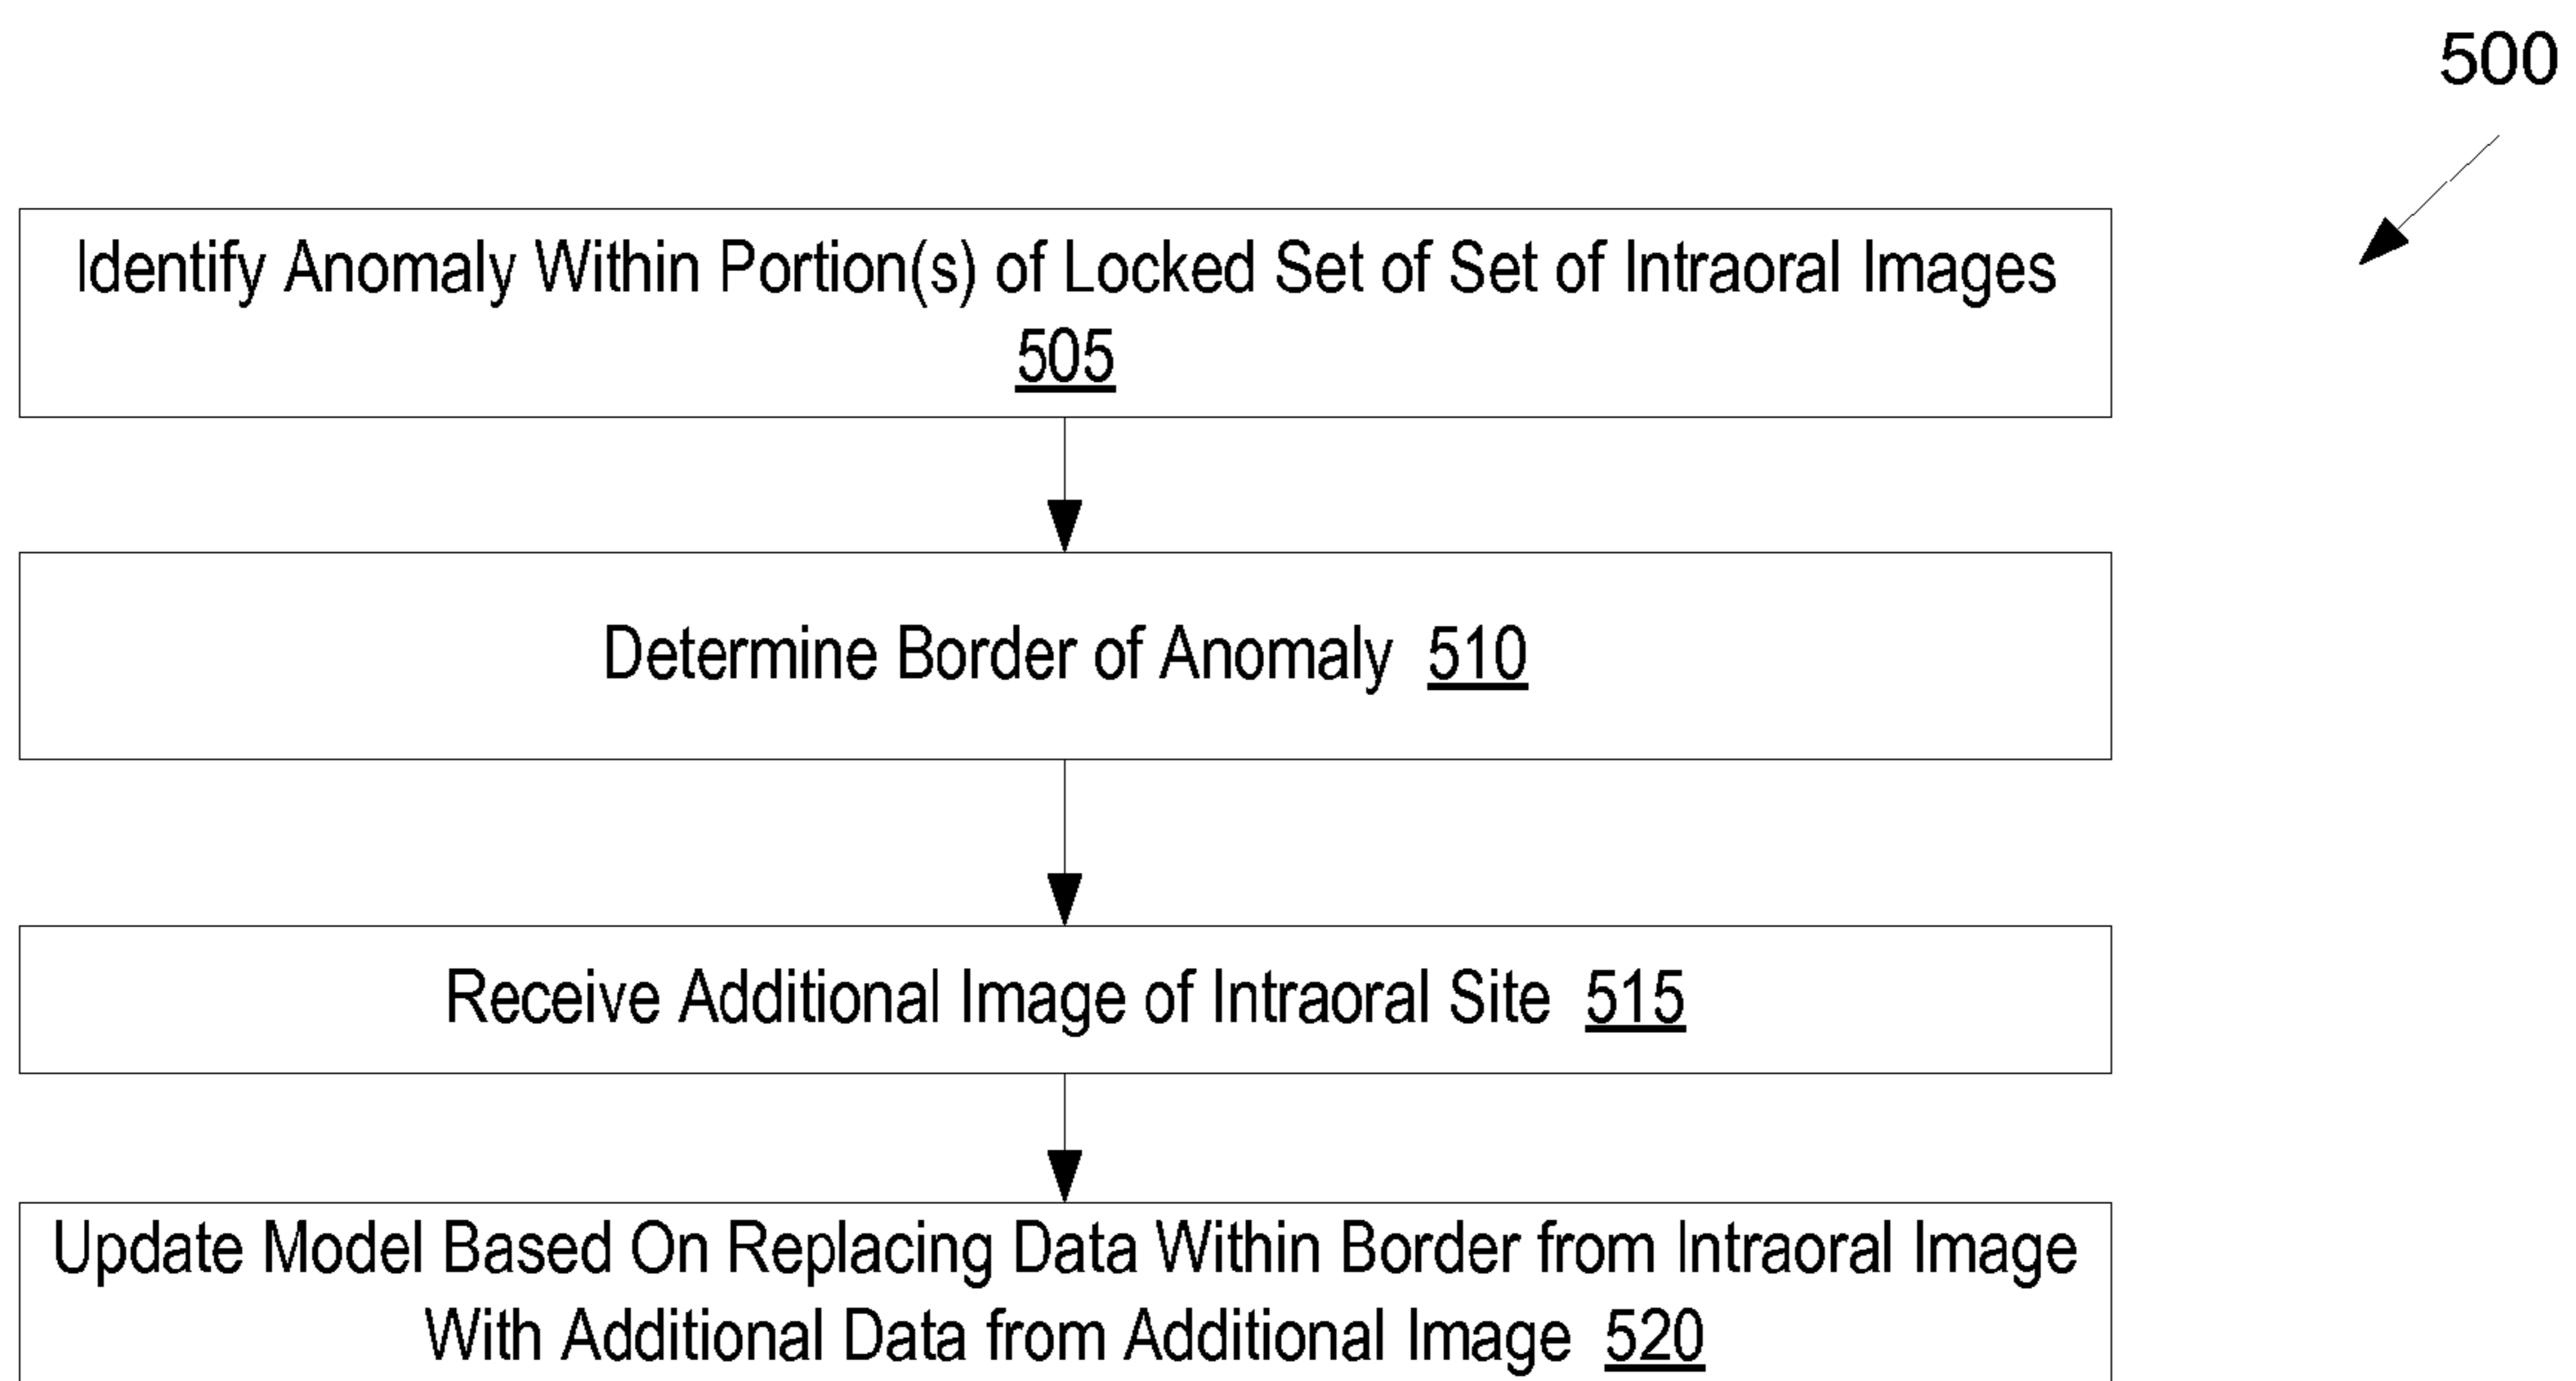 500
Identify Anomaly Within Portion(s) of Locked Set of Set of Intraoral Images
505
Determine Border of Anomaly 510
Receive Additional Image of Intraoral Site 515
Update Model Based On Replacing Data Within Border from Intraoral Image
With Additional Data from Additional Image 520